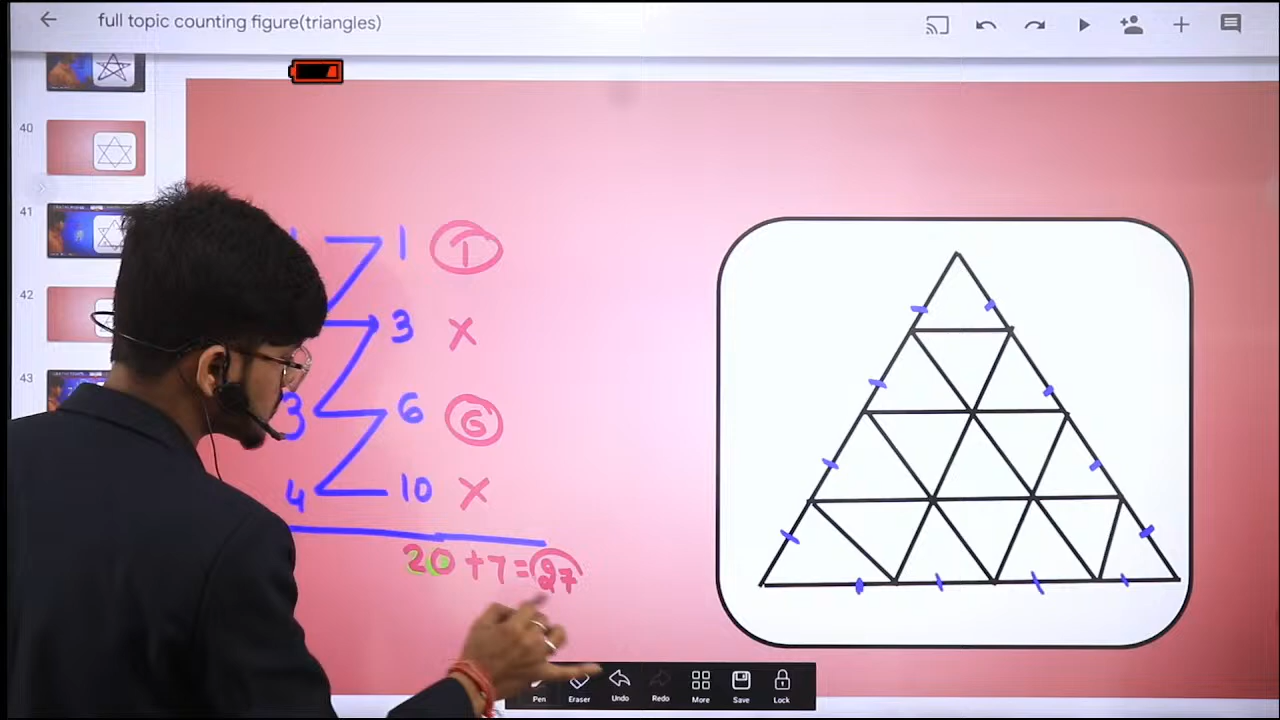 full topic counting figure(triangles)
40
41
42
43
1 1
3 X
3 6 6
4 10 X
20 + 7 = 27
Pen Eraser Undo Redo More Save Lock